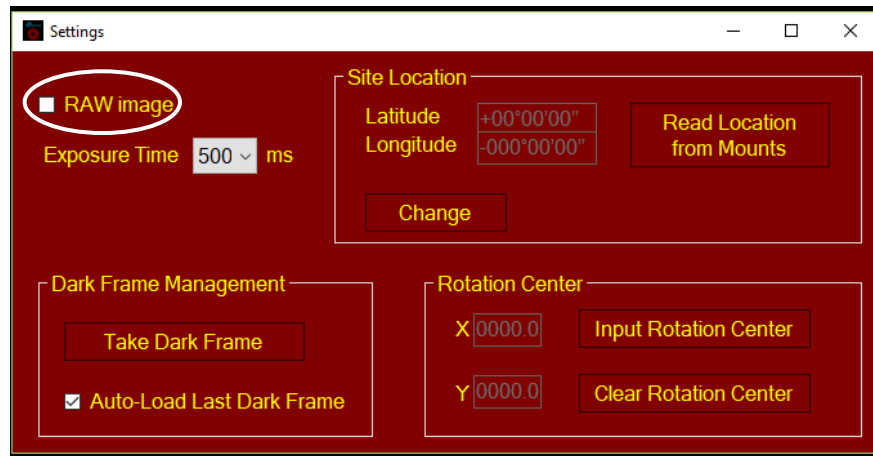 Settings
RAW image
Exposure Time 500 ms
Site Location
Latitude +00°00'00"
Longitude -000°00'00"
Read Location
from Mounts
Change
Dark Frame Management
Take Dark Frame
Auto-Load Last Dark Frame
Rotation Center
X 0000.0 Input Rotation Center
Y 0000.0 Clear Rotation Center